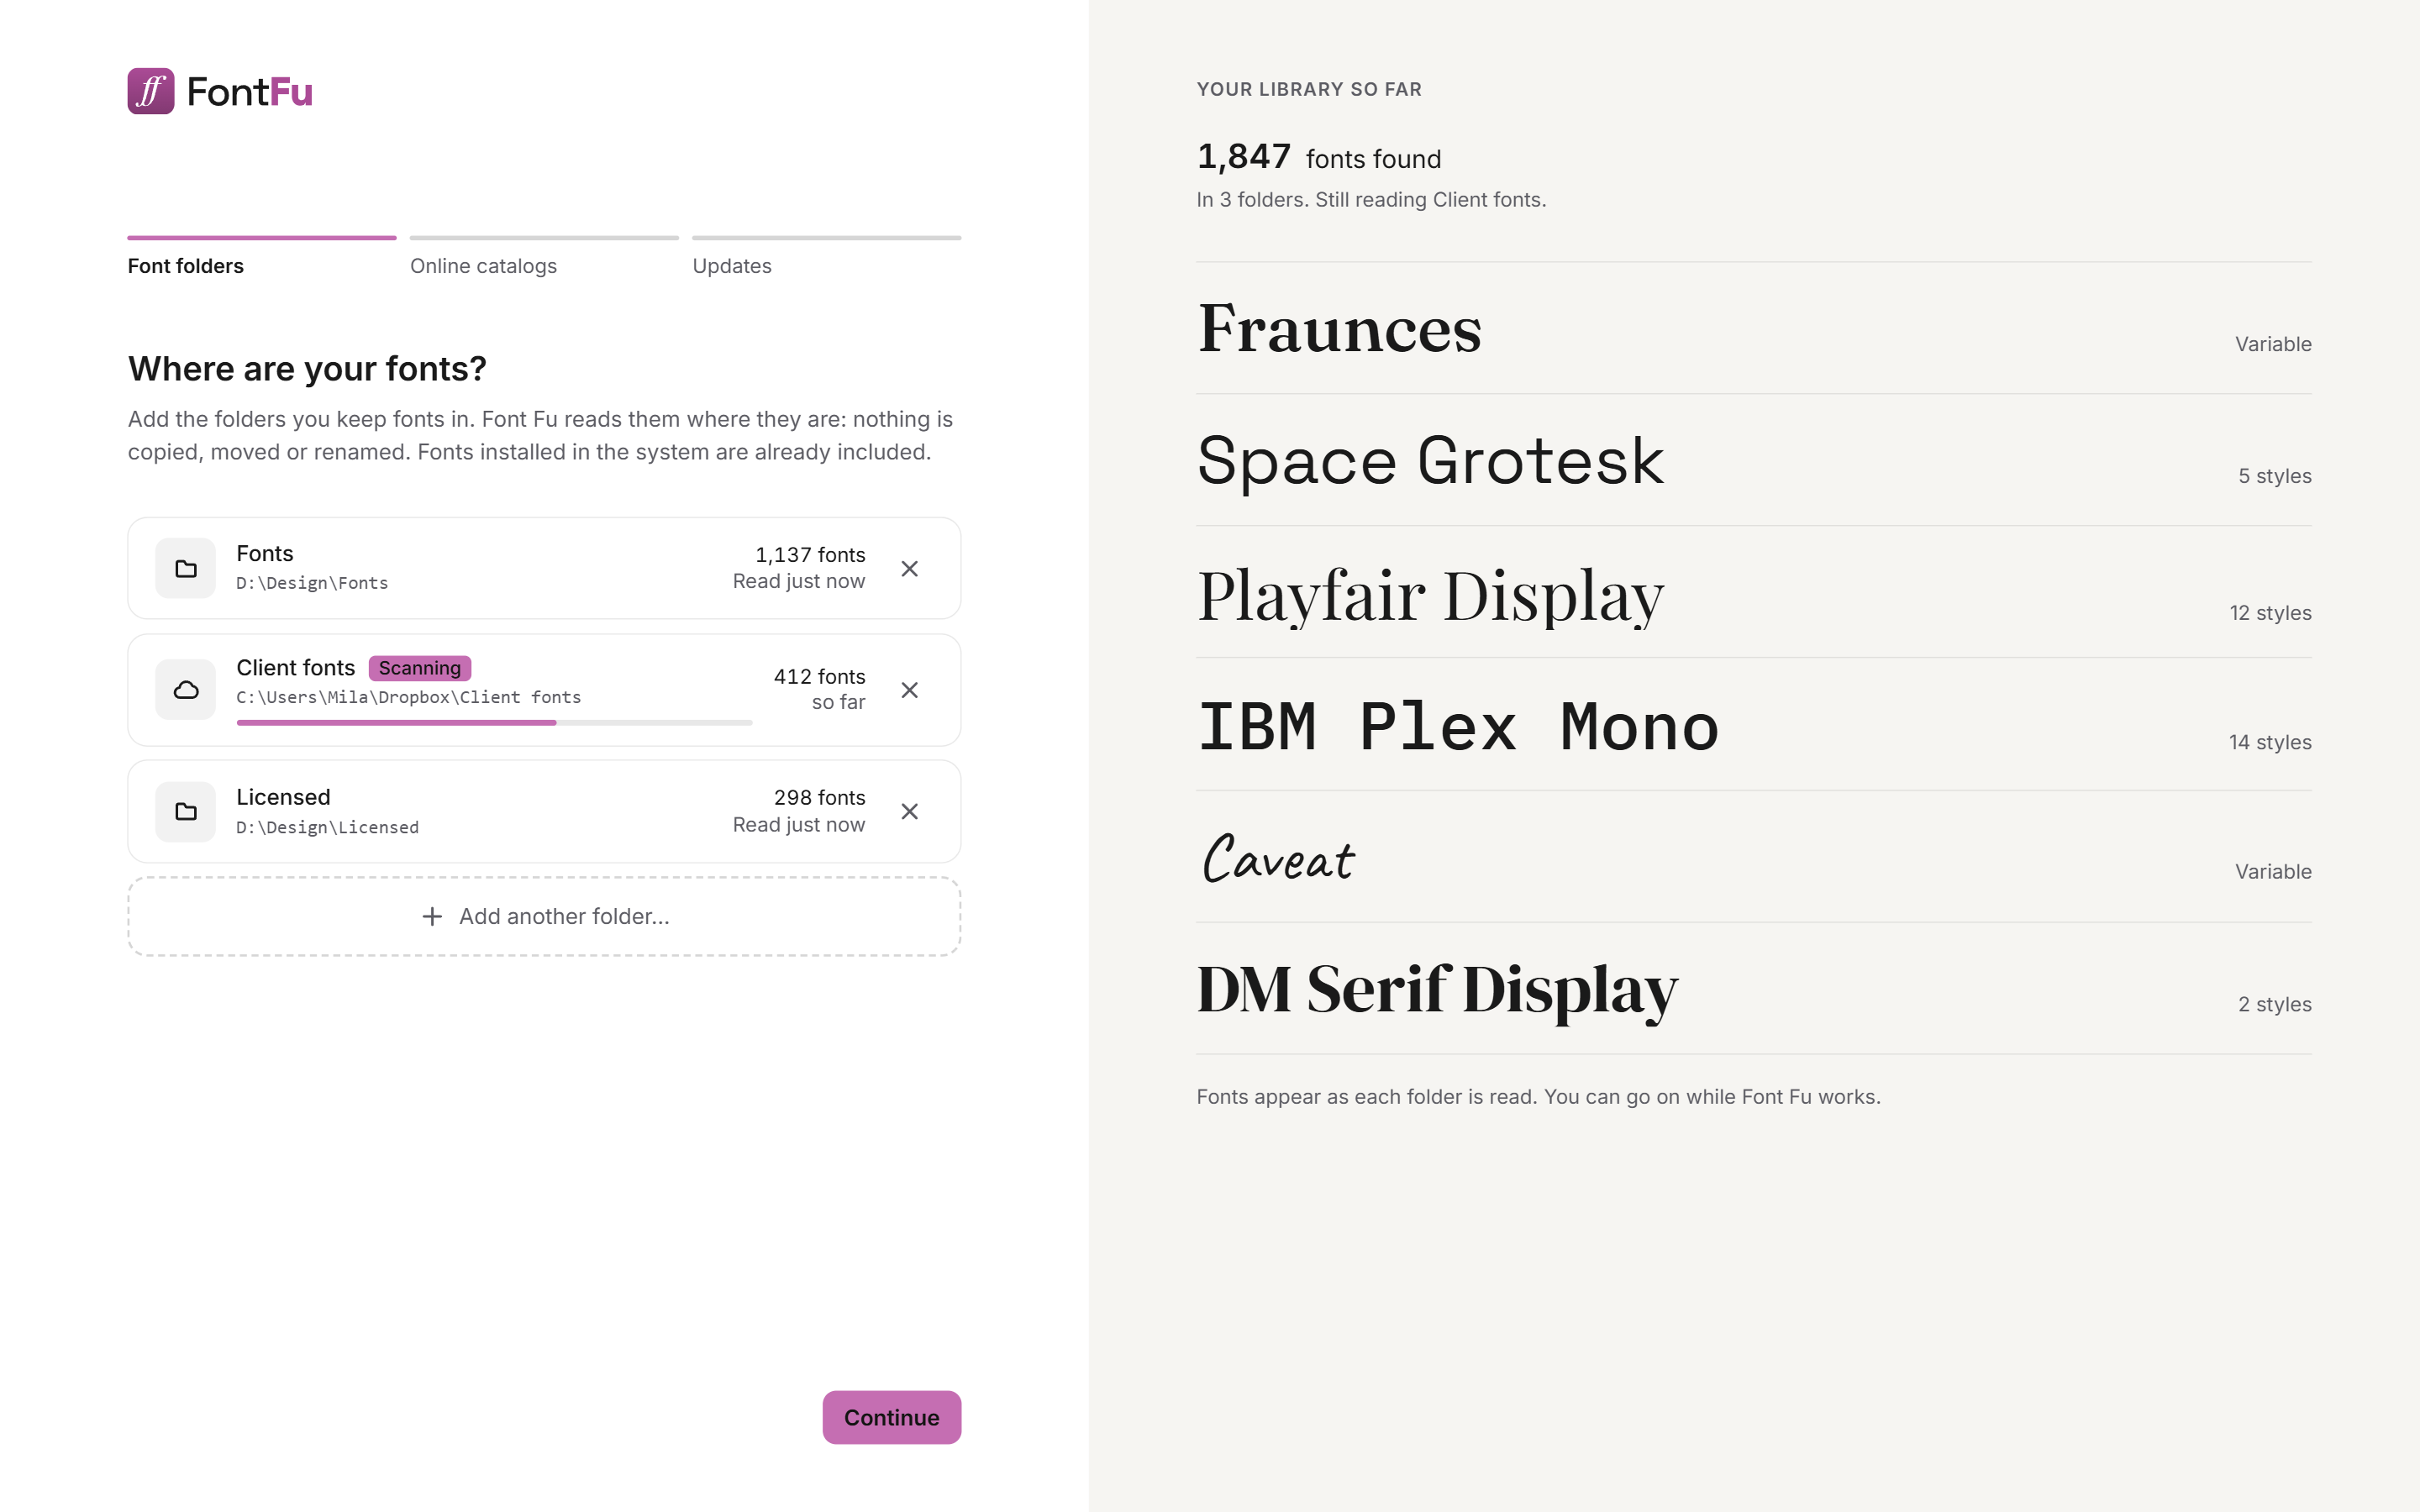 ff FontFu
Font folders
Online catalogs
Updates
Where are your fonts?
Add the folders you keep fonts in. Font Fu reads them where they are: nothing is
copied, moved or renamed. Fonts installed in the system are already included.
Fonts
D:\Design\Fonts
1,137 fonts
Read just now
Client fonts Scanning
C:\Users\Mila\Dropbox\Client fonts
412 fonts
so far
Licensed
D:\Design\Licensed
298 fonts
Read just now
Add another folder...
Continue
YOUR LIBRARY SO FAR
1,847 fonts found
In 3 folders. Still reading Client fonts.
Fraunces
Variable
Space Grotesk
5 styles
Playfair Display
12 styles
IBM Plex Mono
14 styles
Caveat
Variable
DM Serif Display
2 styles
Fonts appear as each folder is read. You can go on while Font Fu works.